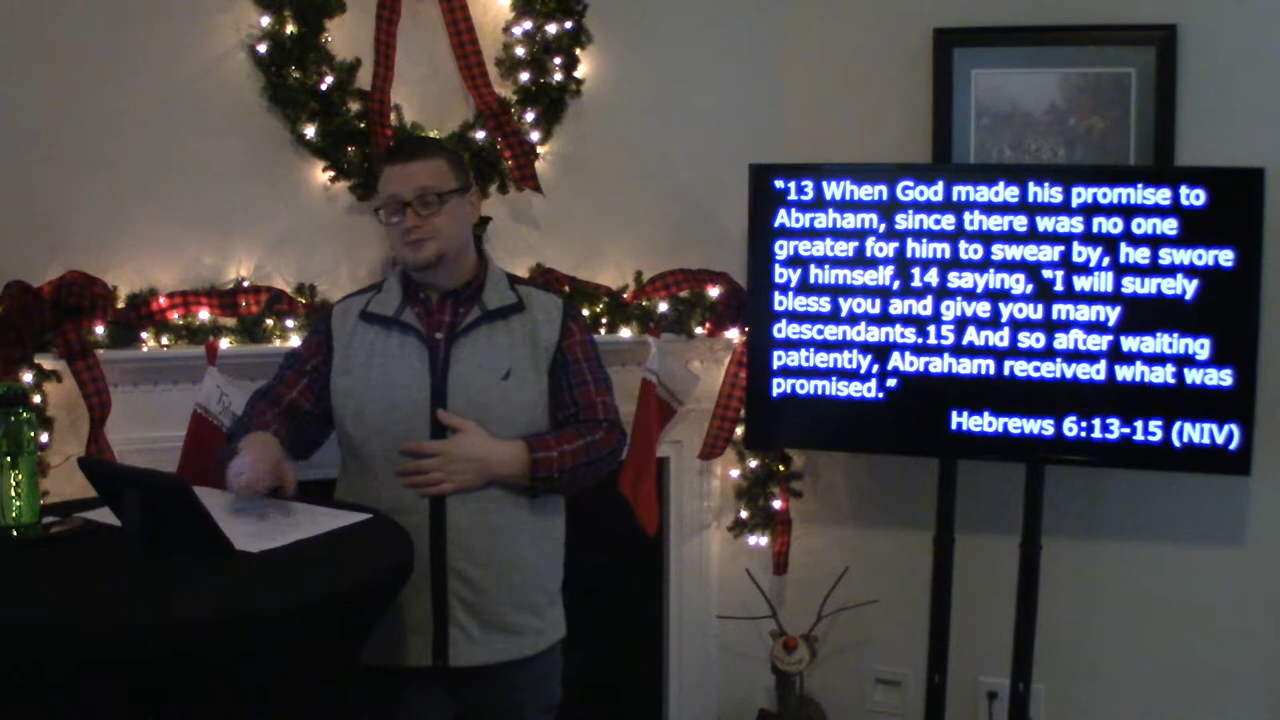 “13 When God made his promise to
Abraham, since there was no one
greater for him to swear by, he swore
by himself, 14 saying, “I will surely
bless you and give you many
descendants.15 And so after waiting
patiently, Abraham received what was
promised.”
Hebrews 6:13-15 (NIV)